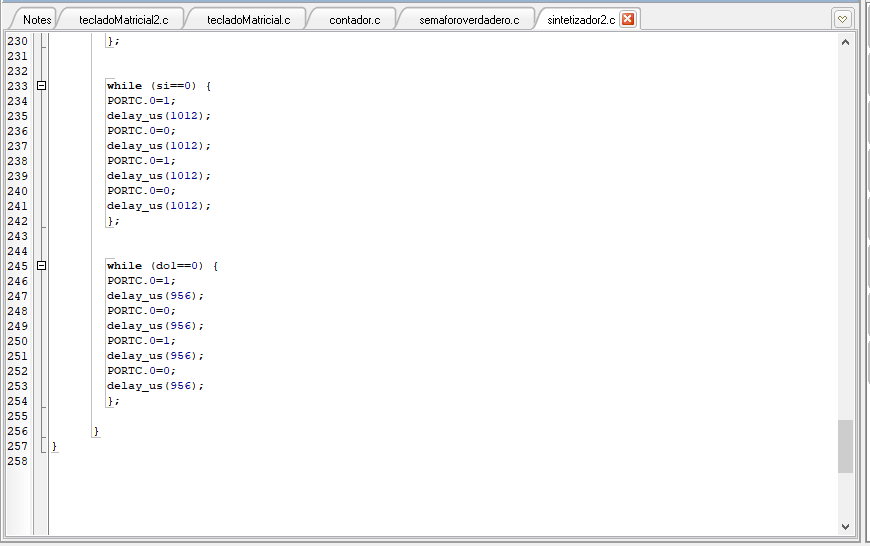 Notes tecladoMatricial2.c tecladoMatricial.c contador.c semaforoverdadero.c sintetizador2.c
230 };
231
232
233 while (si==0) {
234 PORTC.0=1;
235 delay_us(1012);
236 PORTC.0=0;
237 delay_us(1012);
238 PORTC.0=1;
239 delay_us(1012);
240 PORTC.0=0;
241 delay_us(1012);
242 };
243
244
245 while (do1==0) {
246 PORTC.0=1;
247 delay_us(956);
248 PORTC.0=0;
249 delay_us(956);
250 PORTC.0=1;
251 delay_us(956);
252 PORTC.0=0;
253 delay_us(956);
254 };
255
256 }
257 }
258